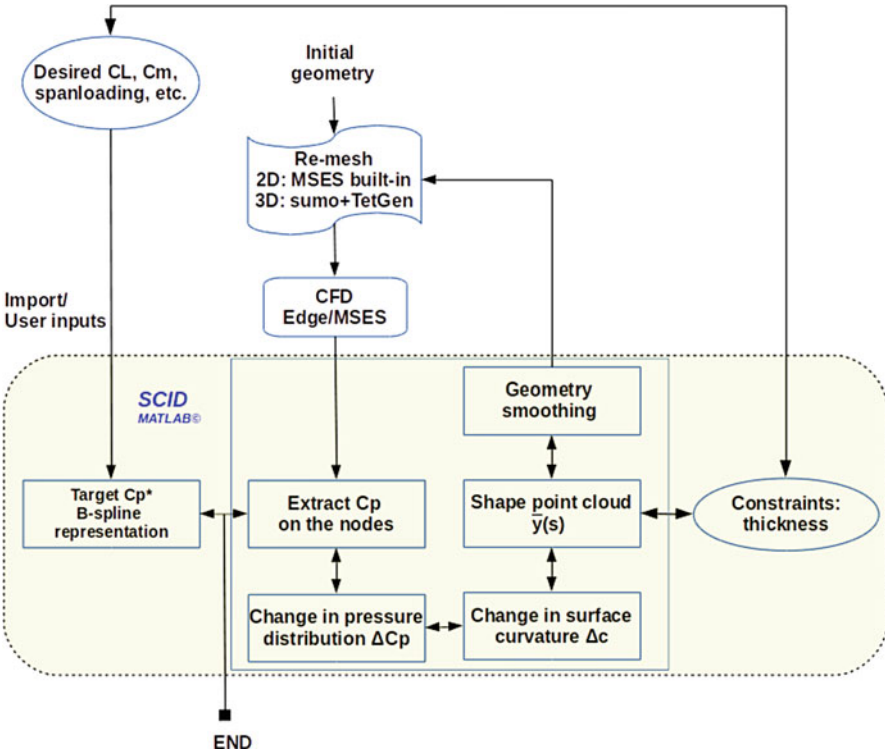 Desired CL, Cm,
spanloading, etc.
Initial
geometry
Re-mesh
2D: MSES built-in
3D: sumo+TetGen
Import/
User inputs
CFD
Edge/MSES
SCID
MATLAB©
Geometry
smoothing
Target Cp*
B-spline
representation
Extract Cp
on the nodes
Shape point cloud
y̅(s)
Constraints:
thickness
Change in pressure
distribution ΔCp
Change in surface
curvature Δc
END